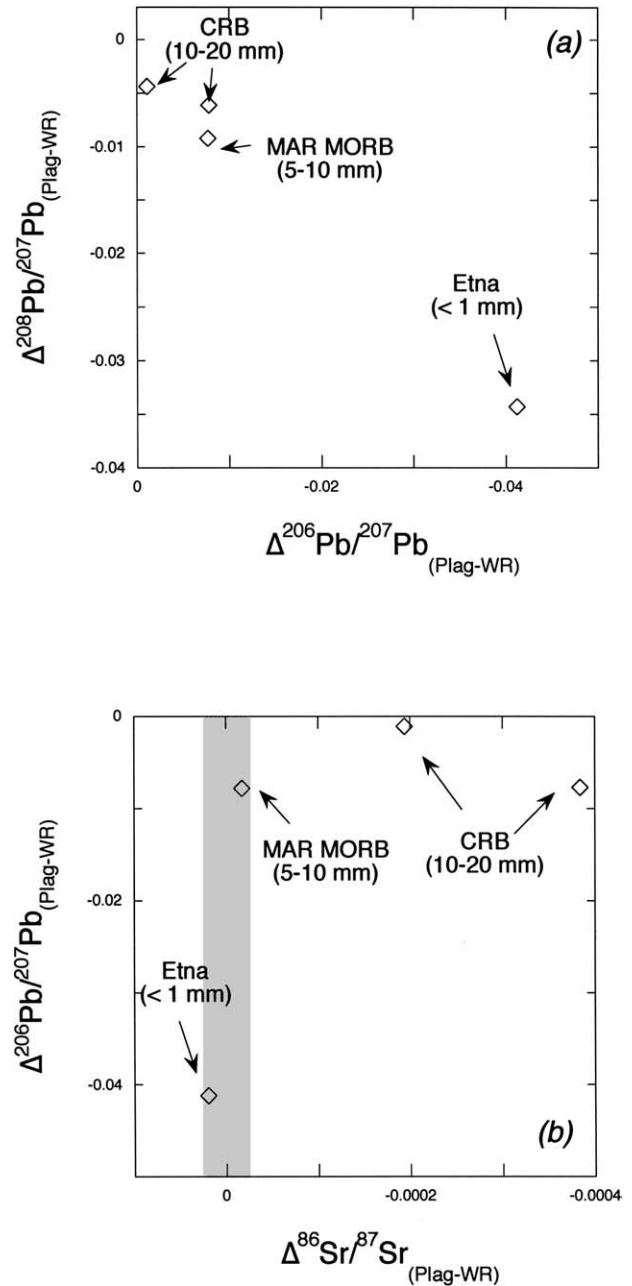 0
CRB
(10-20 mm)
(a)
-0.01
MAR MORB
(5-10 mm)
Δ208Pb/207Pb(Plag-WR)
-0.02
Etna
(< 1 mm)
-0.03
-0.04
0 -0.02 -0.04
Δ206Pb/207Pb(Plag-WR)
0
MAR MORB
(5-10 mm)
CRB
(10-20 mm)
-0.02
Δ206Pb/207Pb(Plag-WR)
Etna
(< 1 mm)
-0.04
(b)
0 -0.0002 -0.0004
Δ86Sr/87Sr(Plag-WR)